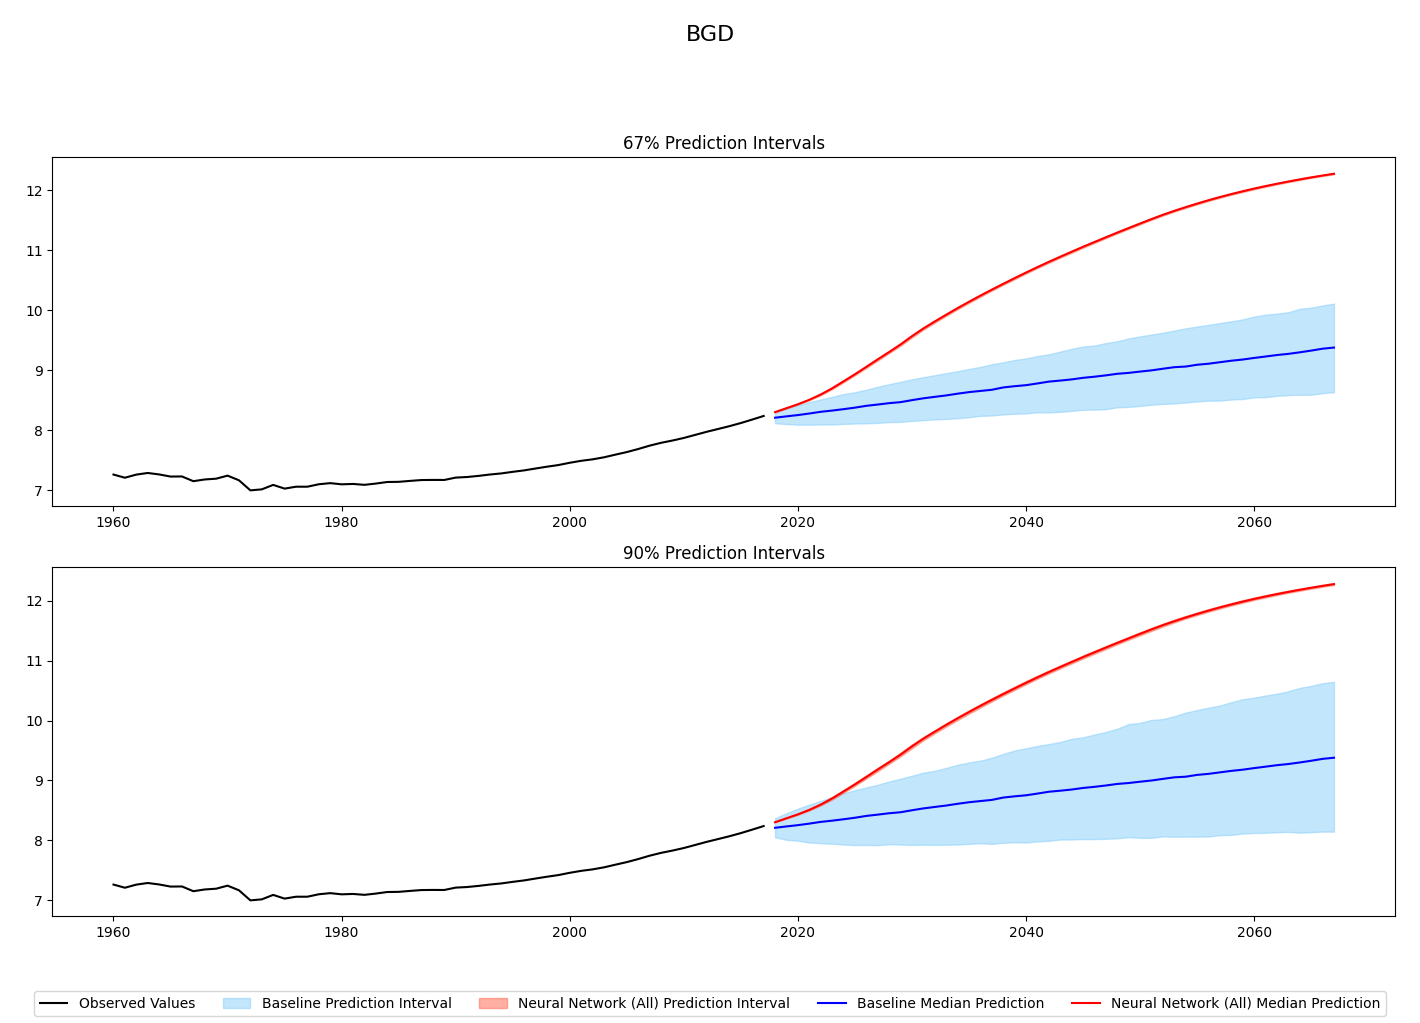 BGD
67% Prediction Intervals
12
11
10
9
8
7
1960 1980 2000 2020 2040 2060
90% Prediction Intervals
12
11
10
9
8
7
1960 1980 2000 2020 2040 2060
Observed Values Baseline Prediction Interval Neural Network (All) Prediction Interval Baseline Median Prediction Neural Network (All) Median Prediction